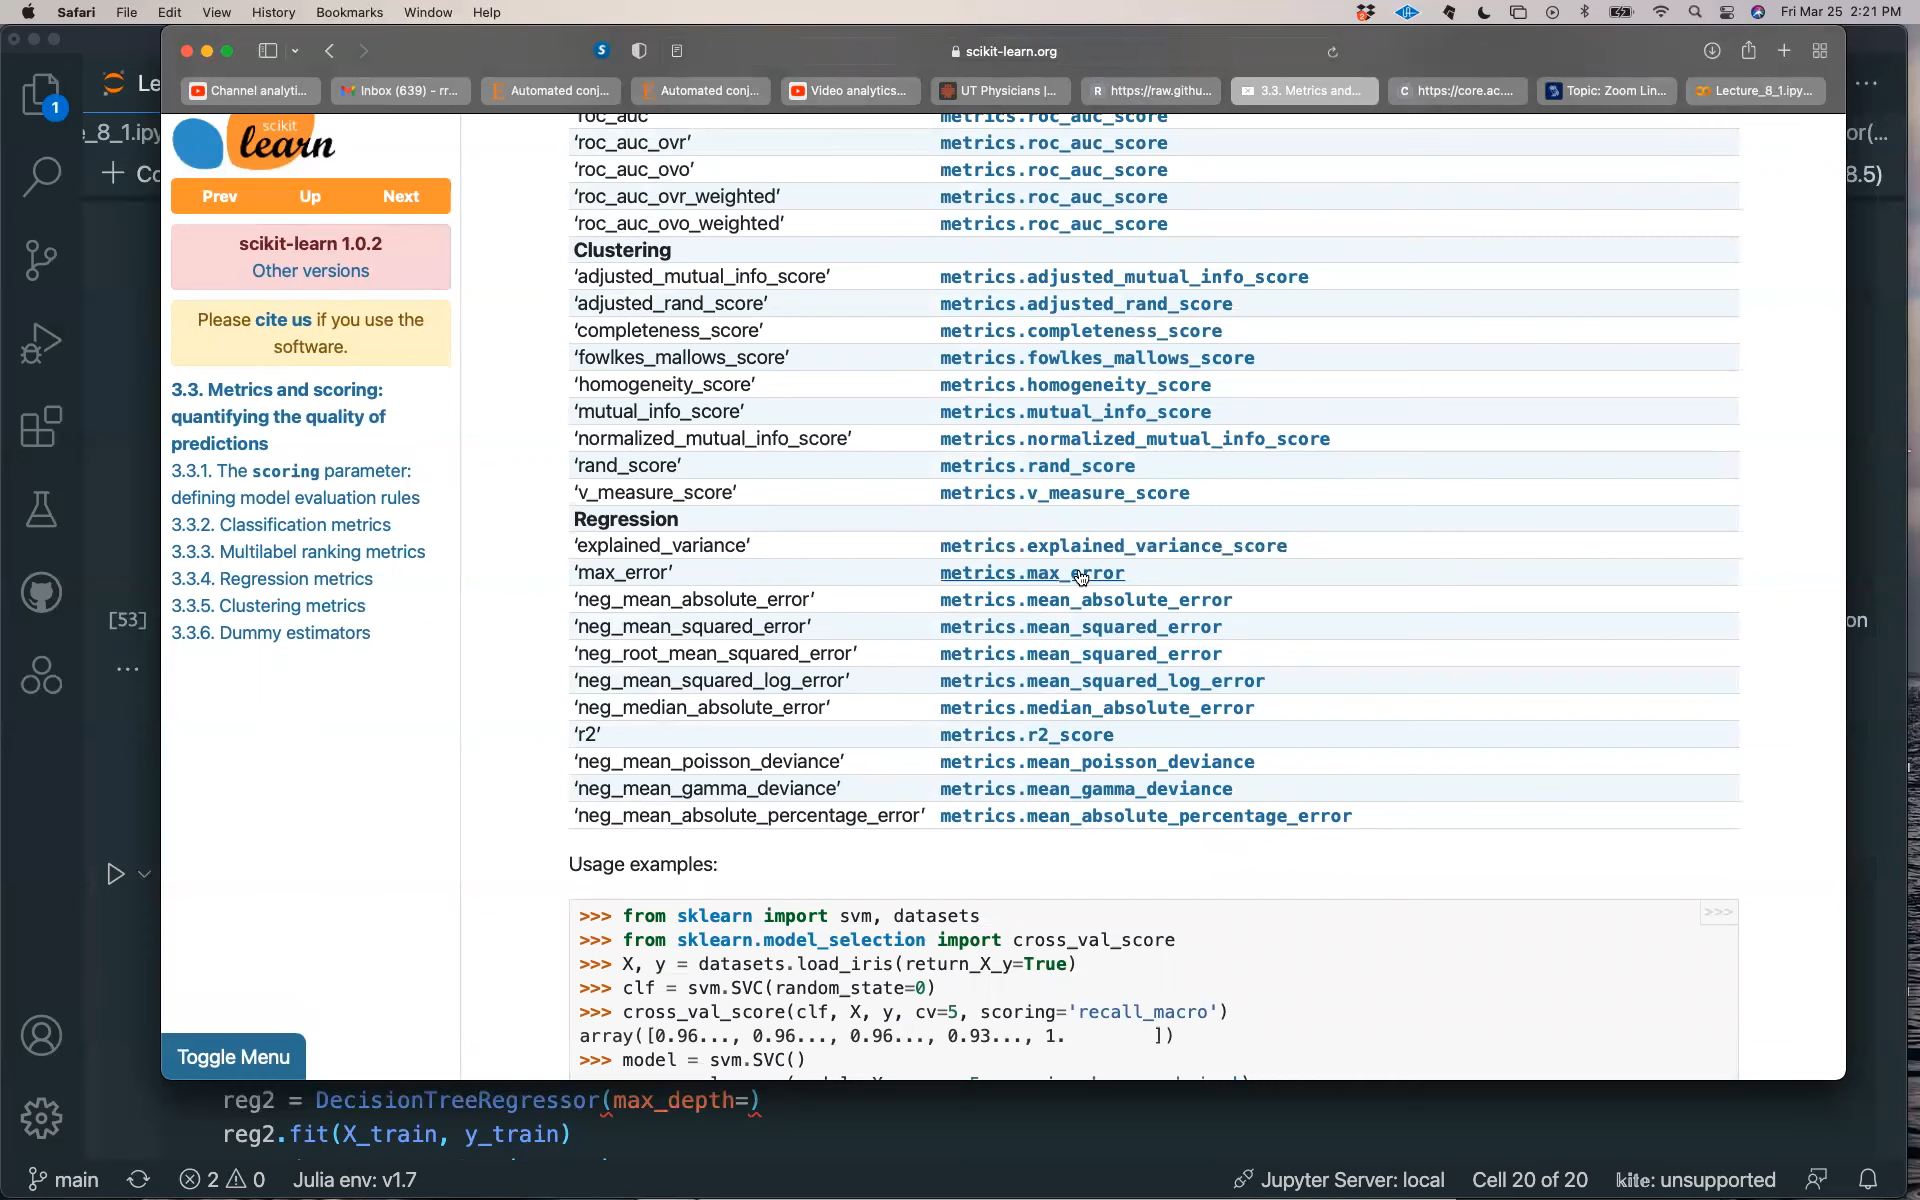 Safari File Edit View History Bookmarks Window Help Fri Mar 25 2:21 PM
scikit-learn.org
Channel analyti... Inbox (639) - rr... Automated conj... Automated conj... Video analytics... UT Physicians |... https://raw.githu... 3.3. Metrics and... https://core.ac.... Topic: Zoom Lin... Lecture_8_1.ipy...
1
Le
_8_1.ipy
or(...
+ Co
8.5)
scikit
learn
Prev Up Next
scikit-learn 1.0.2
Other versions
Please cite us if you use the
software.
3.3. Metrics and scoring:
quantifying the quality of
predictions
3.3.1. The scoring parameter:
defining model evaluation rules
3.3.2. Classification metrics
3.3.3. Multilabel ranking metrics
3.3.4. Regression metrics
3.3.5. Clustering metrics
3.3.6. Dummy estimators
Toggle Menu
‘roc_auc’ metrics.roc_auc_score
‘roc_auc_ovr’ metrics.roc_auc_score
‘roc_auc_ovo’ metrics.roc_auc_score
‘roc_auc_ovr_weighted’ metrics.roc_auc_score
‘roc_auc_ovo_weighted’ metrics.roc_auc_score
Clustering
‘adjusted_mutual_info_score’ metrics.adjusted_mutual_info_score
‘adjusted_rand_score’ metrics.adjusted_rand_score
‘completeness_score’ metrics.completeness_score
‘fowlkes_mallows_score’ metrics.fowlkes_mallows_score
‘homogeneity_score’ metrics.homogeneity_score
‘mutual_info_score’ metrics.mutual_info_score
‘normalized_mutual_info_score’ metrics.normalized_mutual_info_score
‘rand_score’ metrics.rand_score
‘v_measure_score’ metrics.v_measure_score
Regression
‘explained_variance’ metrics.explained_variance_score
‘max_error’ metrics.max_error
‘neg_mean_absolute_error’ metrics.mean_absolute_error
‘neg_mean_squared_error’ metrics.mean_squared_error
‘neg_root_mean_squared_error’ metrics.mean_squared_error
‘neg_mean_squared_log_error’ metrics.mean_squared_log_error
‘neg_median_absolute_error’ metrics.median_absolute_error
‘r2’ metrics.r2_score
‘neg_mean_poisson_deviance’ metrics.mean_poisson_deviance
‘neg_mean_gamma_deviance’ metrics.mean_gamma_deviance
‘neg_mean_absolute_percentage_error’ metrics.mean_absolute_percentage_error
Usage examples:
>>>
>>> from sklearn import svm, datasets
>>> from sklearn.model_selection import cross_val_score
>>> X, y = datasets.load_iris(return_X_y=True)
>>> clf = svm.SVC(random_state=0)
>>> cross_val_score(clf, X, y, cv=5, scoring='recall_macro')
array([0.96..., 0.96..., 0.96..., 0.93..., 1. ])
>>> model = svm.SVC()
[53]
on
reg2 = DecisionTreeRegressor(max_depth=)
reg2.fit(X_train, y_train)
main 2 0 Julia env: v1.7 Jupyter Server: local Cell 20 of 20 kite: unsupported